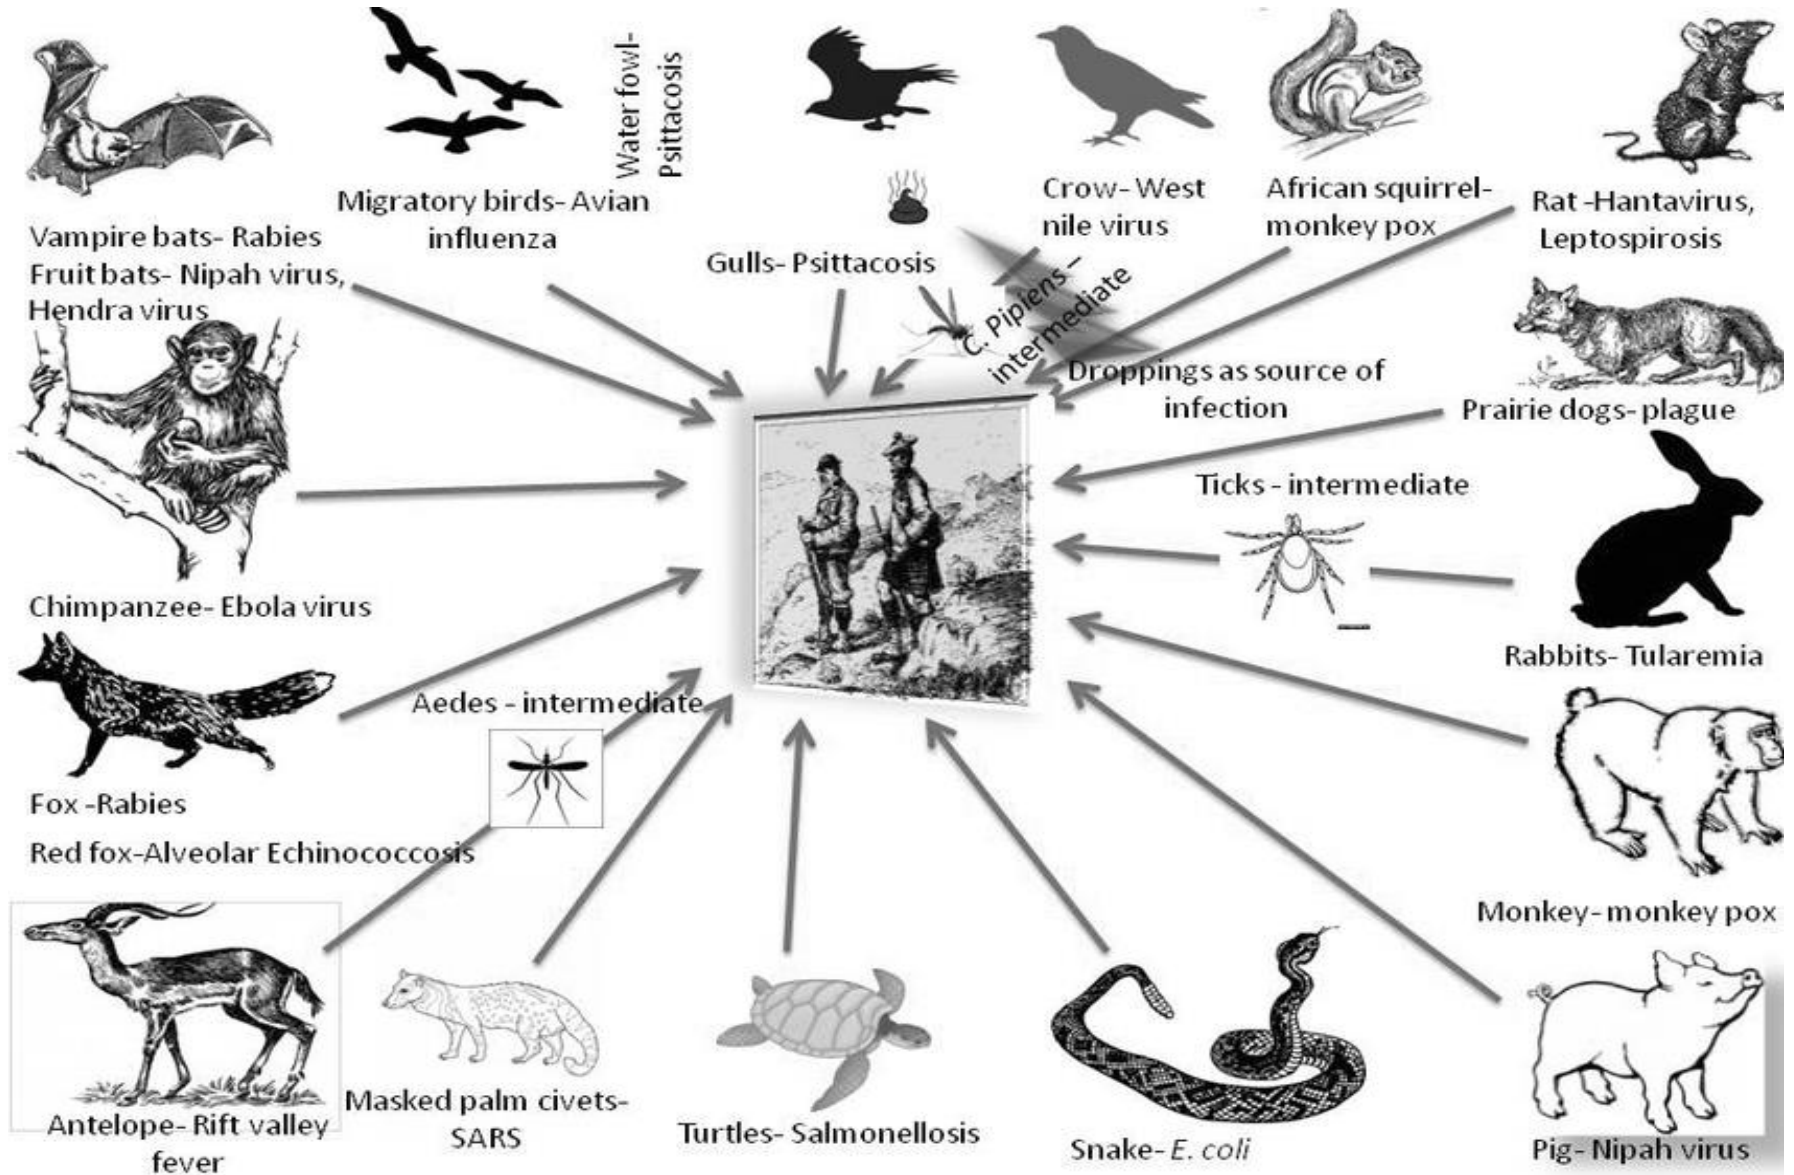 Water fowl-
Psittacosis
Migratory birds- Avian
influenza
Vampire bats- Rabies
Fruit bats- Nipah virus,
Hendra virus
Gulls- Psittacosis
Crow- West
nile virus
African squirrel-
monkey pox
Rat -Hantavirus,
Leptospirosis
C. Pipiens –
intermediate
Droppings as source of
infection
Prairie dogs- plague
Ticks - intermediate
Chimpanzee- Ebola virus
Rabbits- Tularemia
Aedes - intermediate
Fox -Rabies
Red fox-Alveolar Echinococcosis
Monkey- monkey pox
Antelope- Rift valley
fever
Masked palm civets-
SARS
Turtles- Salmonellosis
Snake- E. coli
Pig- Nipah virus